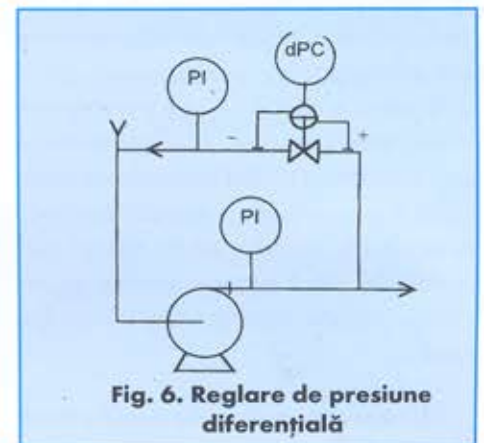 dPC
PI
- +
PI
Fig. 6. Reglare de presiune
diferențială